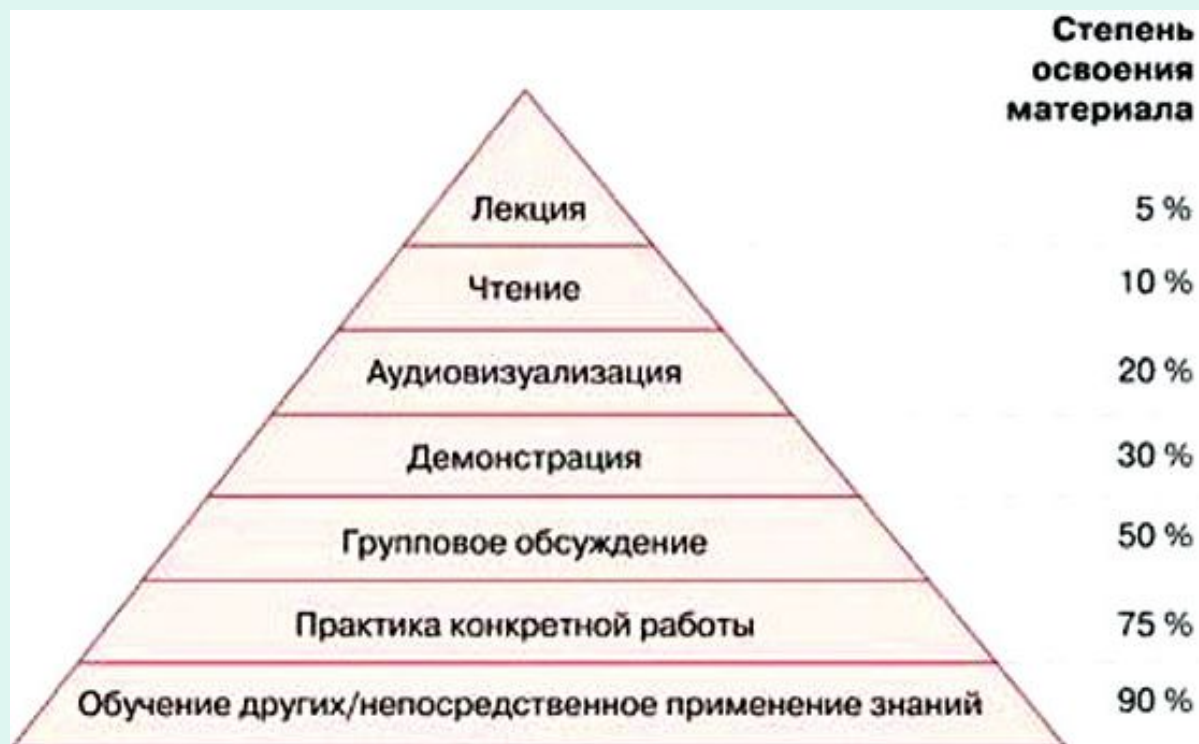 Степень
освоения
материала
Лекция 5 %
Чтение 10 %
Аудиовизуализация 20 %
Демонстрация 30 %
Групповое обсуждение 50 %
Практика конкретной работы 75 %
Обучение других/непосредственное применение знаний 90 %